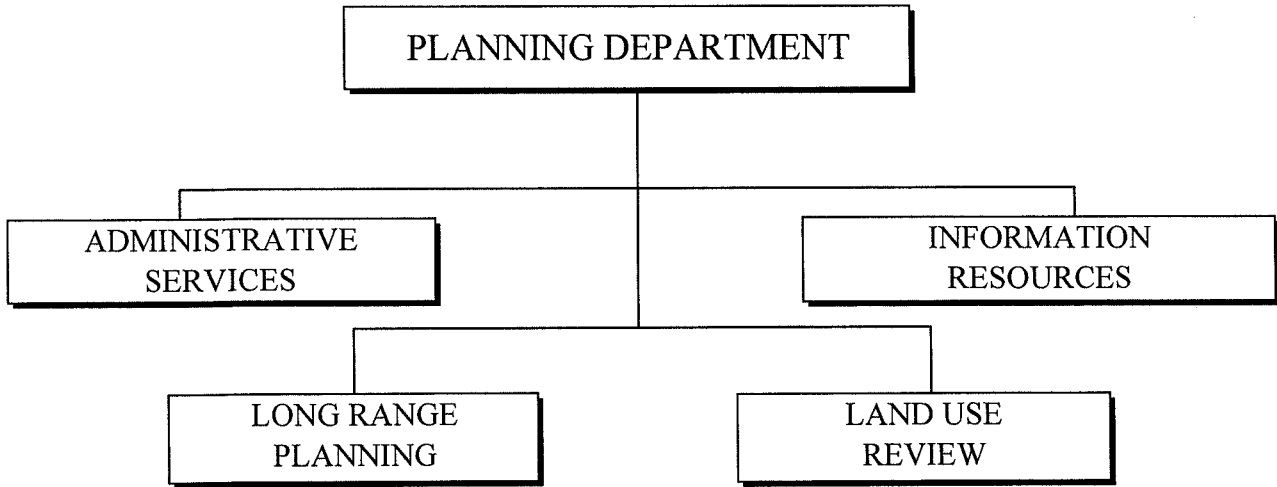 PLANNING DEPARTMENT
ADMINISTRATIVE
SERVICES
INFORMATION
RESOURCES
LONG RANGE
PLANNING
LAND USE
REVIEW